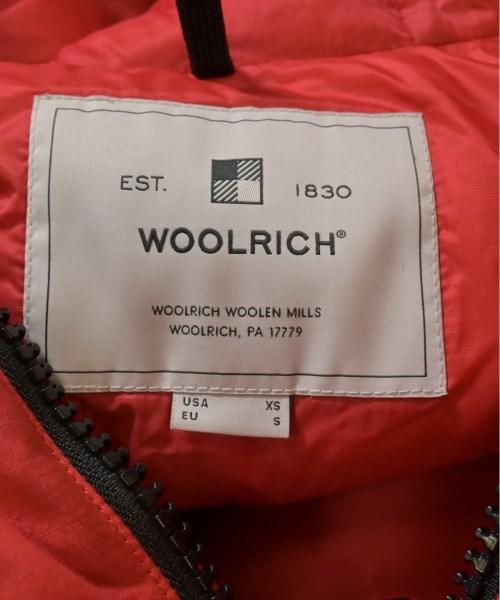 EST. 1830
WOOLRICH®
WOOLRICH WOOLEN MILLS
WOOLRICH, PA 17779
USA XS
EU S